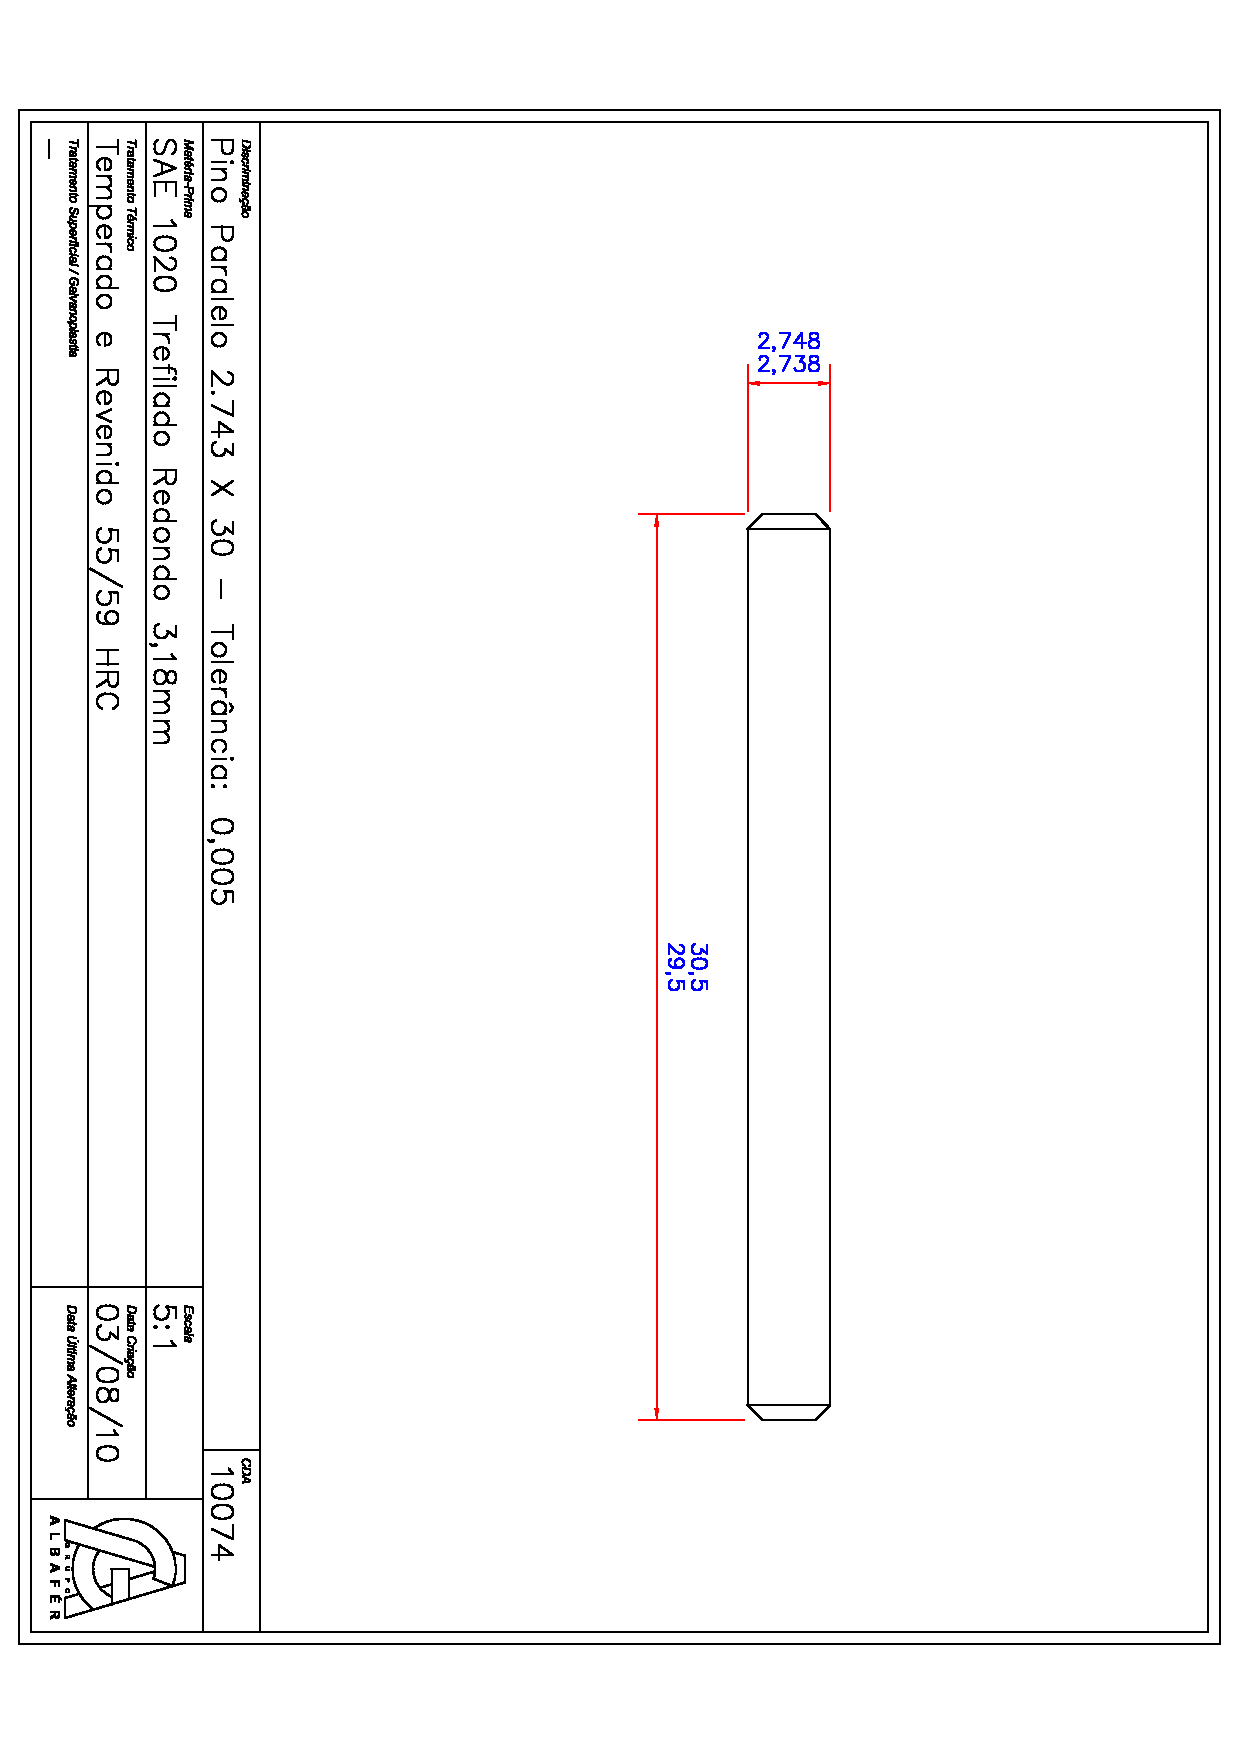 2,748
2,738
30,5
29,5
Discriminação
Pino Paralelo 2.743 X 30 – Tolerância: 0,005
CDA
10074
Matéria-Prima
SAE 1020 Trefilado Redondo 3,18mm
Escala
5:1
Tratamento Térmico
Temperado e Revenido 55/59 HRC
Data Criação
03/08/10
Tratamento Superficial / Galvanoplastia
–
Data Última Alteração
GRUPO
ALBAFÉR